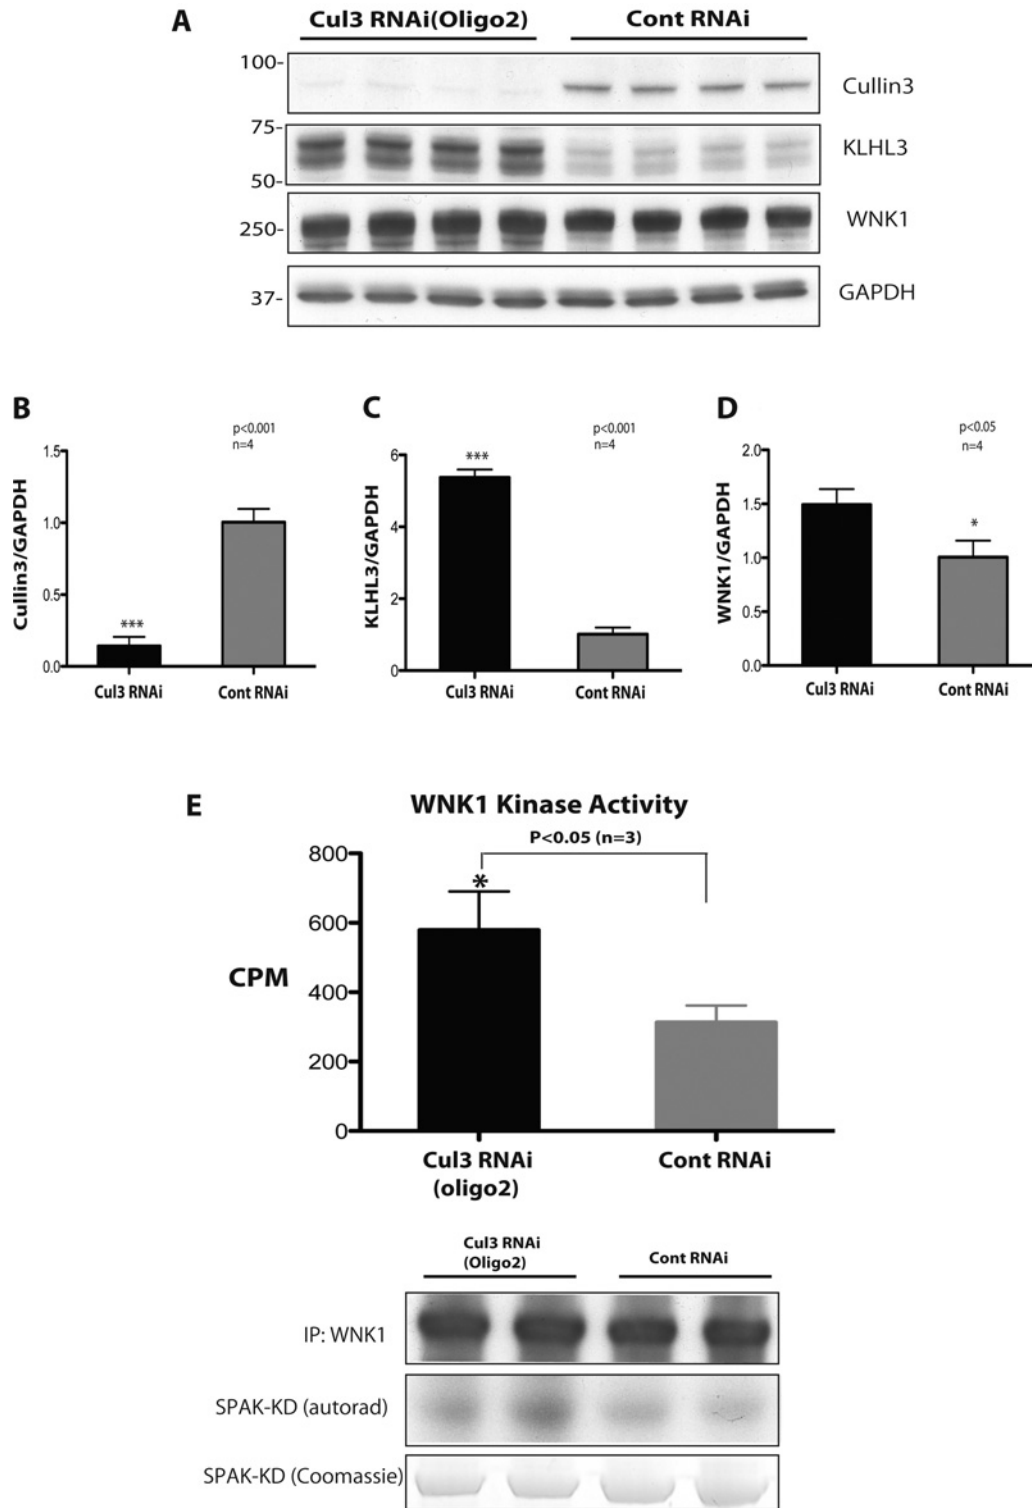 A
Cul3 RNAi(Oligo2)
Cont RNAi
100-
Cullin3
75-
KLHL3
50-
250-
WNK1
37-
GAPDH
B
p<0.001
n=4
Cullin3/GAPDH
1.5
1.0
0.5
0.0
***
Cul3 RNAi
Cont RNAi
C
p<0.001
n=4
KLHL3/GAPDH
6
4
2
0
***
Cul3 RNAi
Cont RNAi
D
p<0.05
n=4
WNK1/GAPDH
2.0
1.5
1.0
0.5
0.0
*
Cul3 RNAi
Cont RNAi
E
WNK1 Kinase Activity
P<0.05 (n=3)
800
600
400
200
0
CPM
*
Cul3 RNAi
(oligo2)
Cont RNAi
Cul3 RNAi
(Oligo2)
Cont RNAi
IP: WNK1
SPAK-KD (autorad)
SPAK-KD (Coomassie)